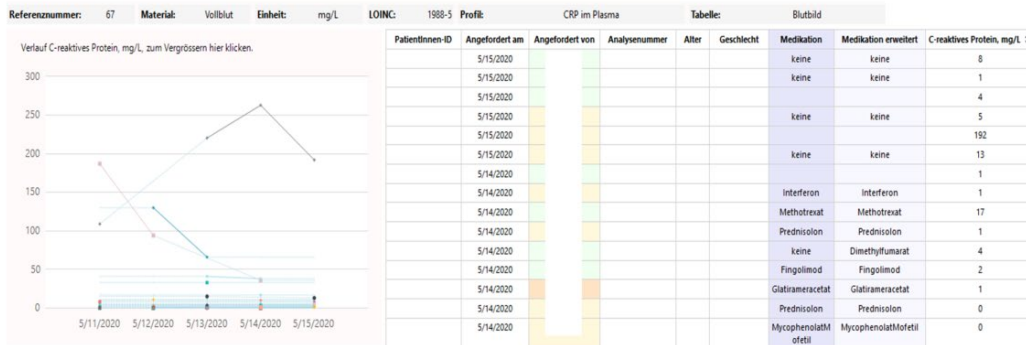 Referenznummer: 67 Material: Vollblut Einheit: mg/L LOINC: 1988-5 Profil: CRP im Plasma Tabelle: Blutbild
Verlauf C-reaktives Protein, mg/L, zum Vergrössern hier klicken.
300
250
200
150
100
50
0
5/11/2020 5/12/2020 5/13/2020 5/14/2020 5/15/2020
PatientInnen-ID Angefordert am Angefordert von Analysenummer Alter Geschlecht Medikation Medikation erweitert C-reaktives Protein, mg/L
5/15/2020 keine keine 8
5/15/2020 keine keine 1
5/15/2020 4
5/15/2020 keine keine 5
5/15/2020 192
5/15/2020 keine keine 13
5/14/2020 1
5/14/2020 Interferon Interferon 1
5/14/2020 Methotrexat Methotrexat 17
5/14/2020 Prednisolon Prednisolon 1
5/14/2020 keine Dimethylfumarat 4
5/14/2020 Fingolimod Fingolimod 2
5/14/2020 Glatirameracetat Glatirameracetat 1
5/14/2020 Prednisolon Prednisolon 0
5/14/2020 MycophenolatM MycophenolatMofetil 0
ofetil